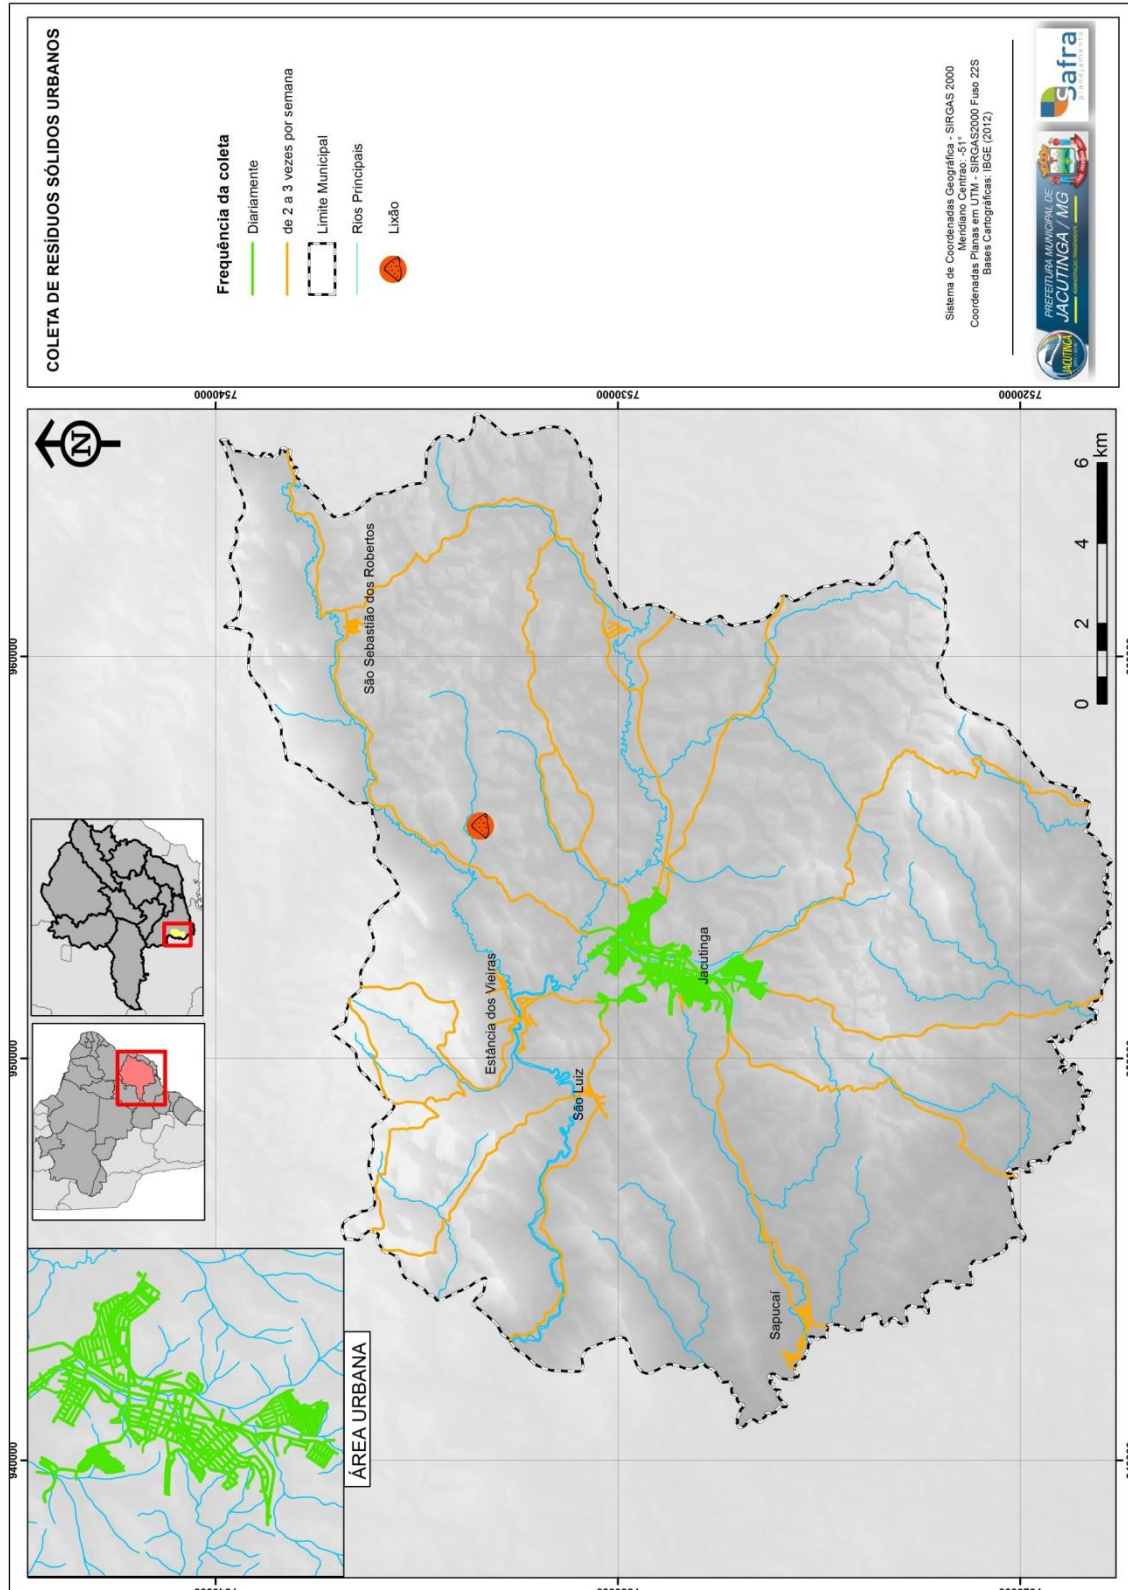 COLETA DE RESÍDUOS SÓLIDOS URBANOS
Frequência da coleta
Diariamente
de 2 a 3 vezes por semana
Limite Municipal
Rios Principais
Lixão
Sistema de Coordenadas Geográfica - SIRGAS 2000
Meridiano Centrao: -51°
Coordenadas Planas em UTM - SIRGAS2000 Fuso 22S
Bases Cartográficas: IBGE (2012)
JACUTINGA
PREFEITURA MUNICIPAL DE
JACUTINGA / MG
Safra
planejamento
ÁREA URBANA
N
940000
950000
960000
7540000
7530000
7520000
São Sebastião dos Robertos
Estância dos Vieiras
São Luiz
Jacutinga
Sapucaí
0 2 4 6 km